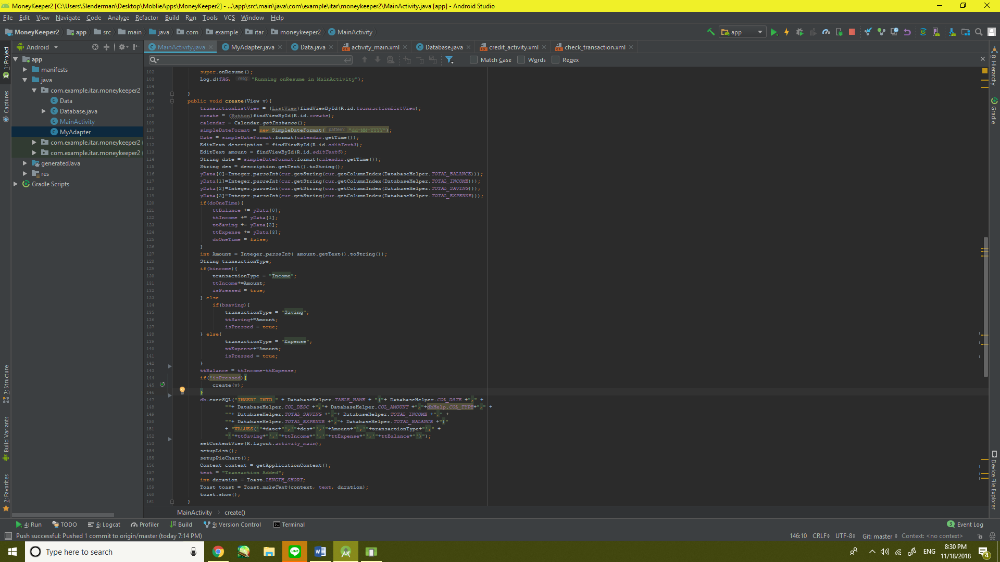 MoneyKeeper2 [C:\Users\Slenderman\Desktop\MoblieApps\MoneyKeeper2] - ...\app\src\main\java\com\example\itar\moneykeeper2\MainActivity.java [app] - Android Studio
File Edit View Navigate Code Analyze Refactor Build Run Tools VCS Window Help
MoneyKeeper2 app src main java com example itar moneykeeper2 MainActivity
app
Android
MainActivity.java MyAdapter.java Data.java activity_main.xml Database.java credit_activity.xml check_transaction.xml
Match Case Words Regex
1: Project
Captures
7: Structure
Build Variants
2: Favorites
app
manifests
java
com.example.itar.moneykeeper2
Data
Database.java
MainActivity
MyAdapter
com.example.itar.moneykeeper2 (
com.example.itar.moneykeeper2 (
generatedJava
res
Gradle Scripts
102 super.onResume();
103 Log.d(TAG, msg: "Running onResume in MainActivity");
104
105 }
106 public void create(View v){
107 transactionListView = (ListView)findViewById(R.id.transactionListView);
108 create = (Button)findViewById(R.id.create);
109 calendar = Calendar.getInstance();
110 simpleDateFormat = new SimpleDateFormat( pattern: "dd-MM-YYYY");
111 Date = simpleDateFormat.format(calendar.getTime());
112 EditText description = findViewById(R.id.editText3);
113 EditText amount = findViewById(R.id.editText5);
114 String date = simpleDateFormat.format(calendar.getTime());
115 String des = description.getText().toString();
116 yData[0]=Integer.parseInt(cur.getString(cur.getColumnIndex(DatabaseHelper.TOTAL_BALANCE)));
117 yData[1]=Integer.parseInt(cur.getString(cur.getColumnIndex(DatabaseHelper.TOTAL_INCOME)));
118 yData[2]=Integer.parseInt(cur.getString(cur.getColumnIndex(DatabaseHelper.TOTAL_SAVING)));
119 yData[3]=Integer.parseInt(cur.getString(cur.getColumnIndex(DatabaseHelper.TOTAL_EXPENSE)));
120 if(doOneTime){
121 ttBalance += yData[0];
122 ttIncome += yData[1];
123 ttSaving += yData[2];
124 ttExpense += yData[3];
125 doOneTime = false;
126 }
127 int Amount = Integer.parseInt( amount.getText().toString());
128 String transactionType;
129 if(bincome){
130 transactionType = "Income";
131 ttIncome+=Amount;
132 isPressed = true;
133 } else
134 if(bsaving){
135 transactionType = "Saving";
136 ttSaving+=Amount;
137 isPressed = true;
138 } else{
139 transactionType = "Expense";
140 ttExpense+=Amount;
141 isPressed = true;
142 }
143 ttBalance = ttIncome-ttExpense;
144 if(!isPressed){
145 create(v);
146 }
147 db.execSQL("INSERT INTO " + DatabaseHelper.TABLE_NAME + "("+ DatabaseHelper.COL_DATE +"," +
148 ""+ DatabaseHelper.COL_DESC +","+ DatabaseHelper.COL_AMOUNT +","+dbHelp.COL_TYPE+"," +
149 ""+ DatabaseHelper.TOTAL_SAVING +","+ DatabaseHelper.TOTAL_INCOME +"," +
150 ""+ DatabaseHelper.TOTAL_EXPENSE +","+ DatabaseHelper.TOTAL_BALANCE +")"
151 + "VALUES('"+date+"','"+des+"','"+Amount+"','"+transactionType+"'," +
152 "'"+ttSaving+"','"+ttIncome+"','"+ttExpense+"','"+ttBalance+"')");
153 setContentView(R.layout.activity_main);
154 setupList();
155 setupPieChart();
156 Context context = getApplicationContext();
157 text = "Transaction Added";
158 int duration = Toast.LENGTH_SHORT;
159 Toast toast = Toast.makeText(context, text, duration);
160 toast.show();
161 }
MainActivity › create()
8: Hierarchy
Gradle
Device File Explorer
4: Run TODO 6: Logcat Profiler Build 9: Version Control Terminal 3 Event Log
Push successful: Pushed 1 commit to origin/master (today 7:14 PM) 146:10 CRLF UTF-8 Git: master Context: <no context>
Type here to search LINE ENG 8:30 PM
11/18/2018 4